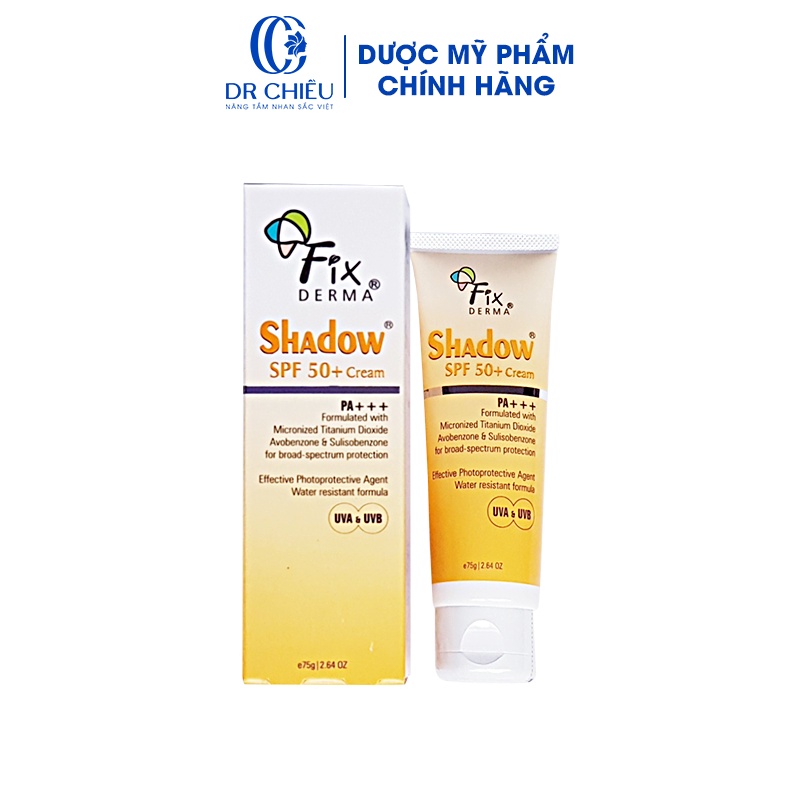 DR CHIÊU
NÂNG TẦM NHAN SẮC VIỆT
DƯỢC MỸ PHẨM
CHÍNH HÃNG
Fix®
DERMA
Shadow®
SPF 50+ Cream
PA+++
Formulated with
Micronized Titanium Dioxide
Avobenzone & Sulisobenzone
for broad-spectrum protection
Effective Photoprotective Agent
Water resistant formula
UVA & UVB
e75g | 2.64 OZ
Fix®
DERMA
Shadow®
SPF 50+ Cream
PA+++
Formulated with
Micronized Titanium Dioxide
Avobenzone & Sulisobenzone
for broad-spectrum protection
Effective Photoprotective Agent
Water resistant formula
UVA & UVB
e75g | 2.64 OZ